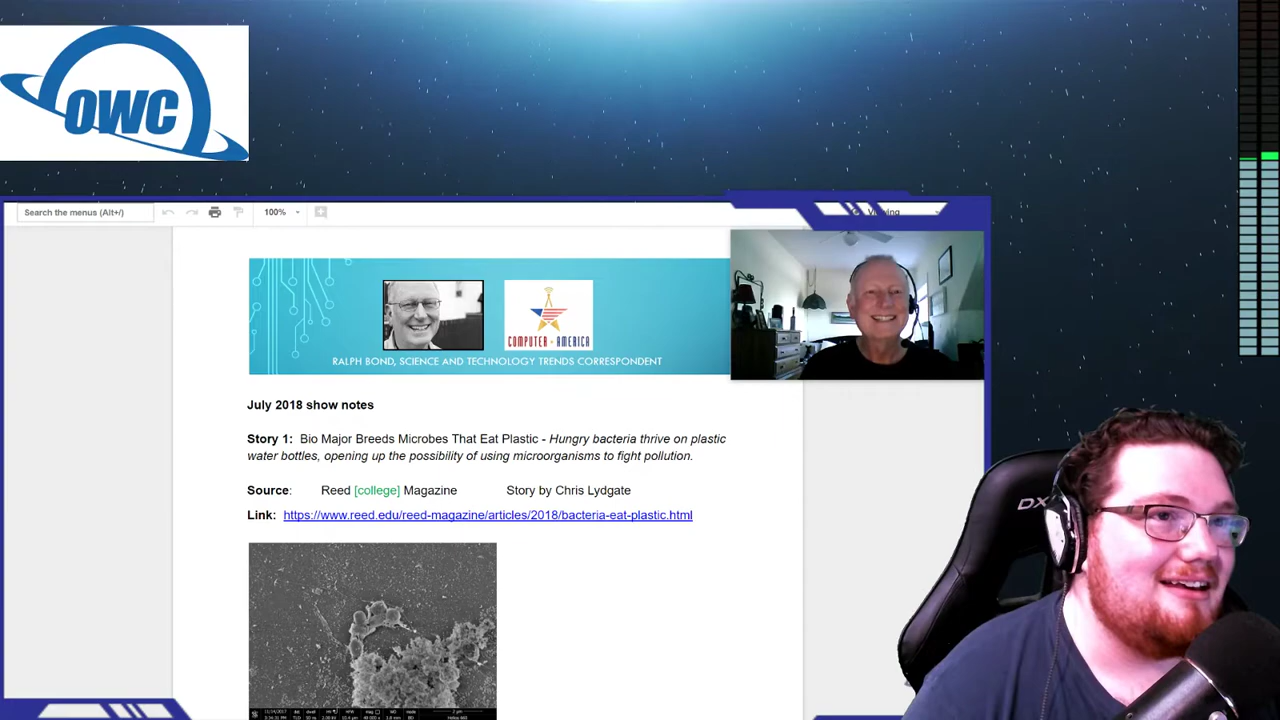 OWC
Search the menus (Alt+/)
100%
COMPUTER AMERICA
RALPH BOND, SCIENCE AND TECHNOLOGY TRENDS CORRESPONDENT
July 2018 show notes
Story 1: Bio Major Breeds Microbes That Eat Plastic - Hungry bacteria thrive on plastic
water bottles, opening up the possibility of using microorganisms to fight pollution.
Source: Reed [college] Magazine Story by Chris Lydgate
Link: https://www.reed.edu/reed-magazine/articles/2018/bacteria-eat-plastic.html
DX